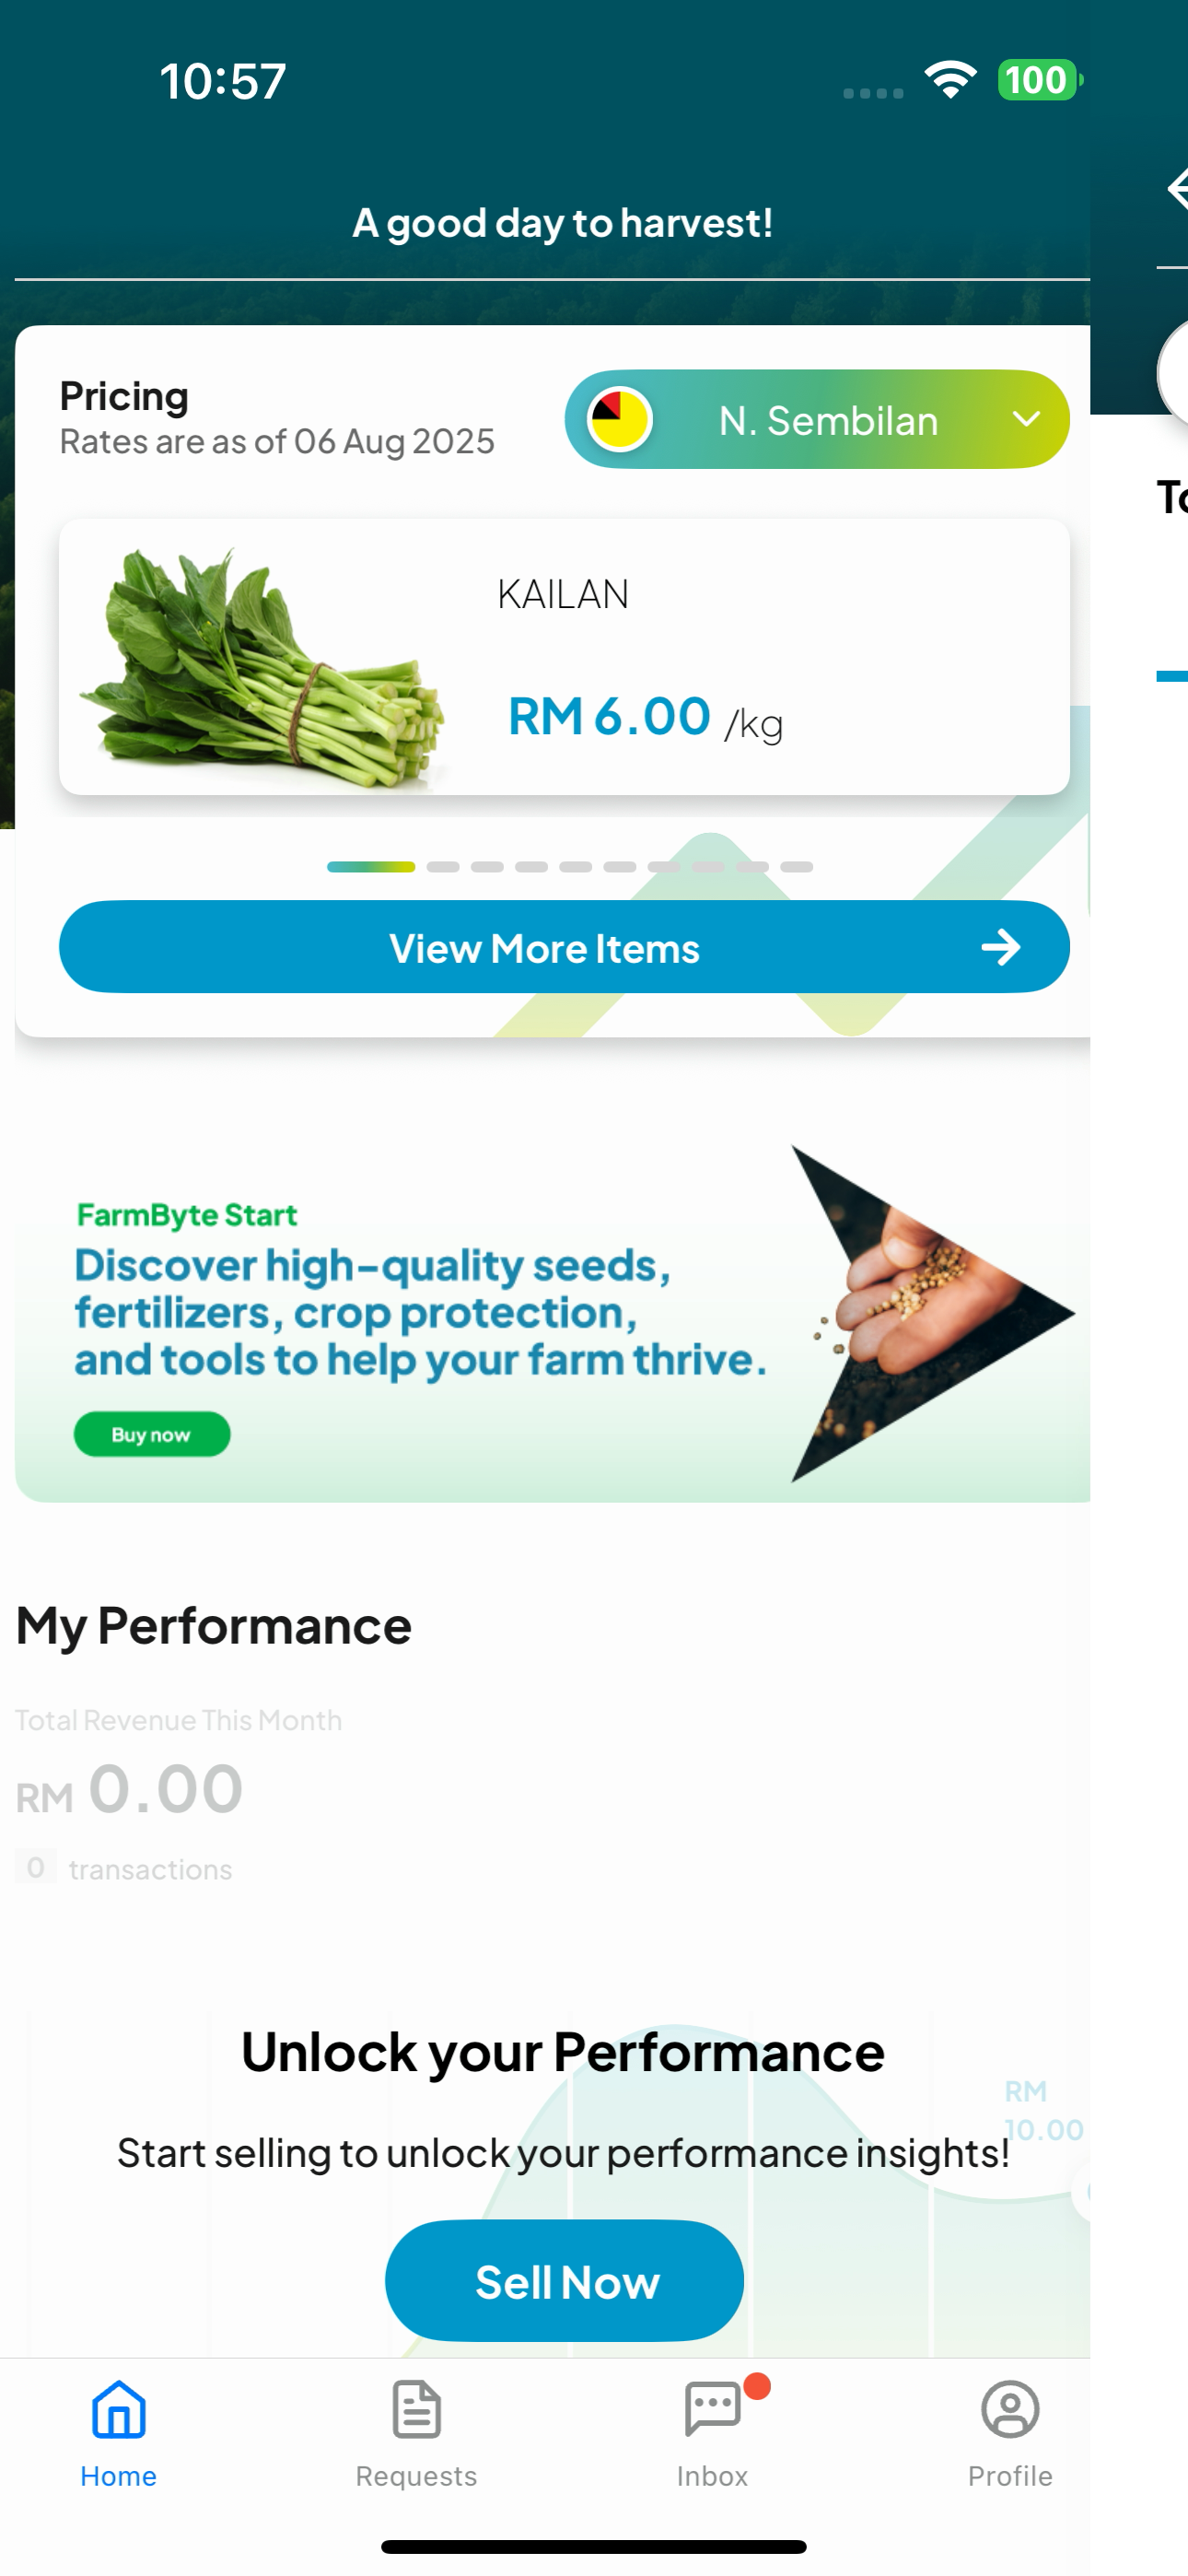 10:57
100
A good day to harvest!
Pricing
Rates are as of 06 Aug 2025
N. Sembilan
KAILAN
RM 6.00 /kg
View More Items
FarmByte Start
Discover high-quality seeds,
fertilizers, crop protection,
and tools to help your farm thrive.
Buy now
My Performance
Total Revenue This Month
RM 0.00
0 transactions
Unlock your Performance
RM
10.00
Start selling to unlock your performance insights!
Sell Now
Home
Requests
Inbox
Profile